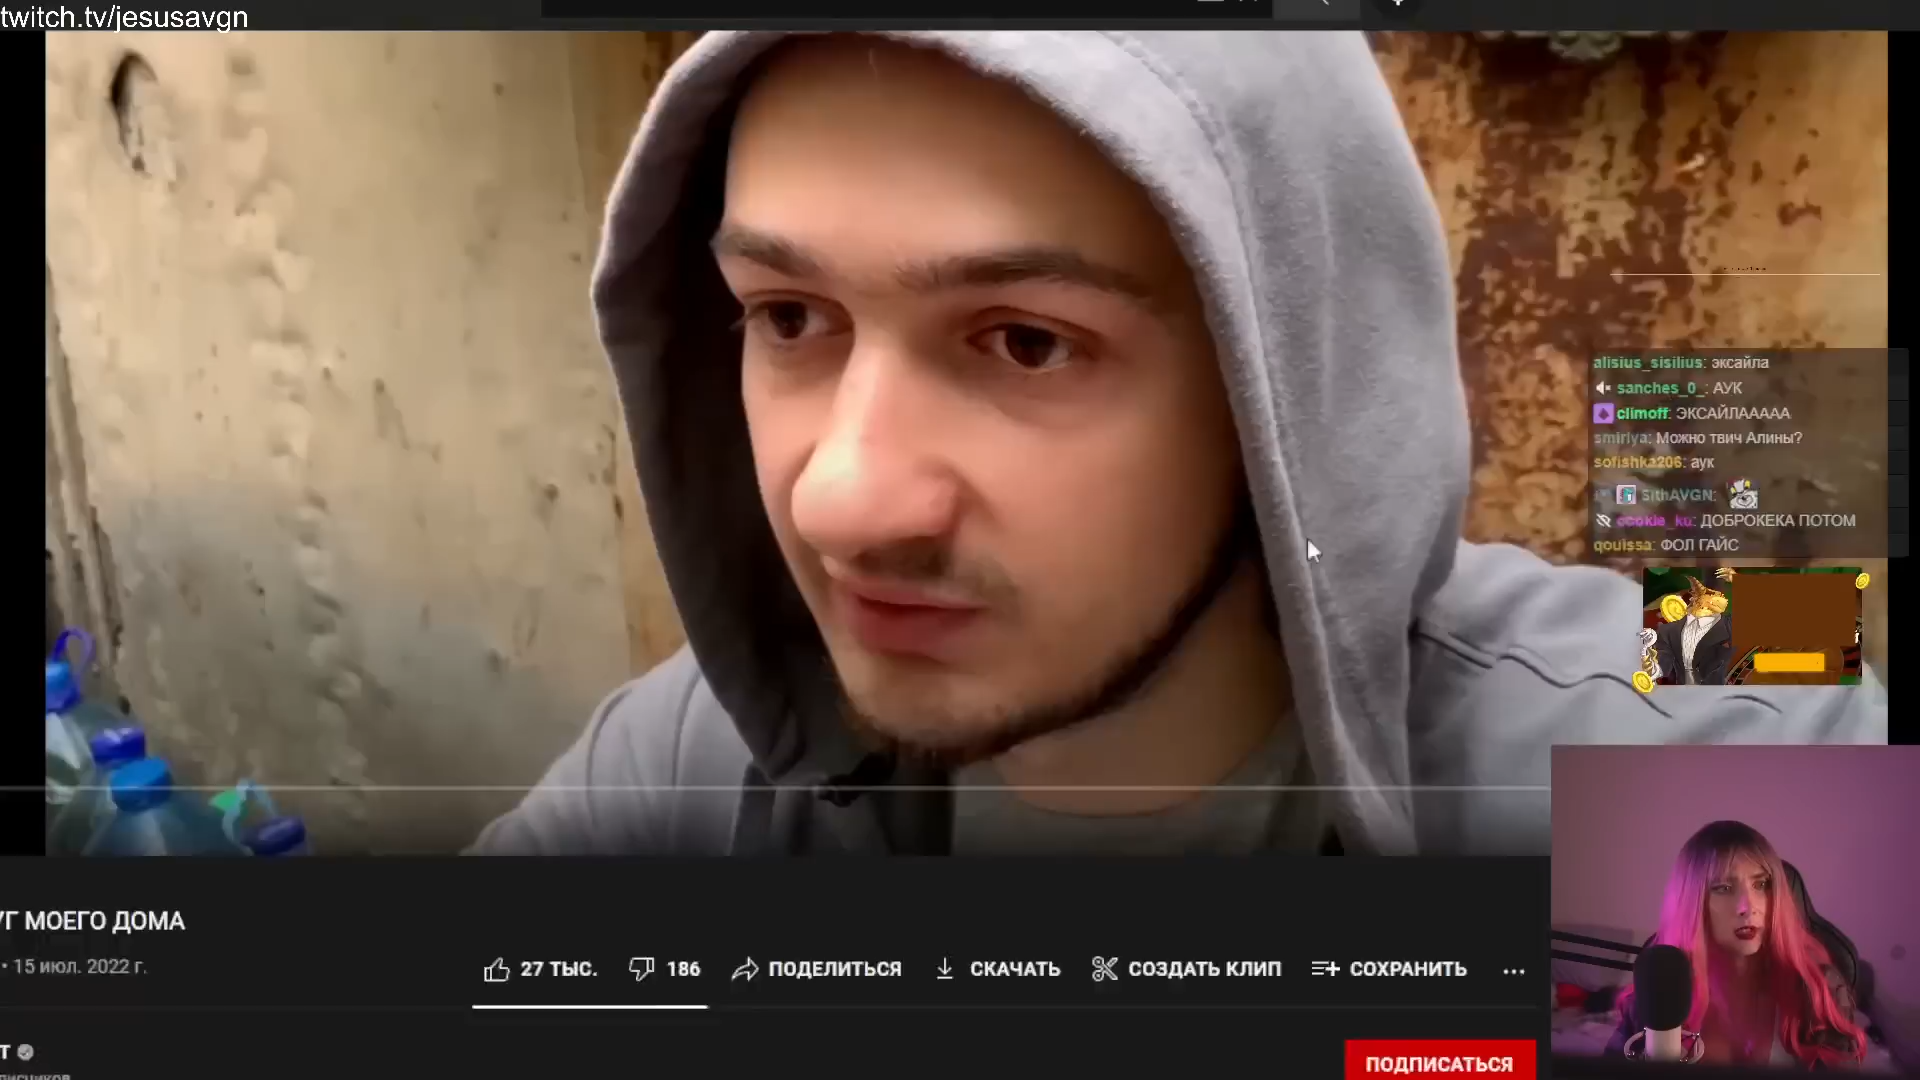 twitch.tv/jesusavgn
alisius_sisilius: эксайла
sanches_0_: АУК
climoff: ЭКСАЙЛААААА
smirlya: Можно твич Алины?
sofishka206: аук
SithAVGN:
cookie_ku: ДОБРОКЕКА ПОТОМ
qouissa: ФОЛ ГАЙС
УГ МОЕГО ДОМА
• 15 июл. 2022 г.
27 ТЫС. 186 ПОДЕЛИТЬСЯ СКАЧАТЬ СОЗДАТЬ КЛИП СОХРАНИТЬ ...
Т
ПОДПИСАТЬСЯ